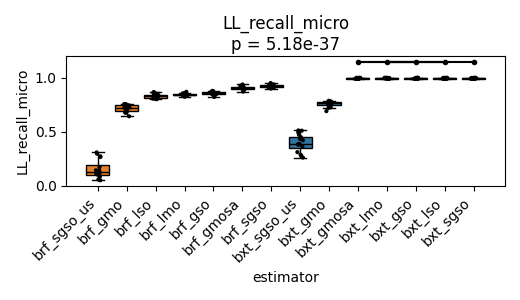 LL_recall_micro
p = 5.18e-37
LL_recall_micro
1.0
0.5
0.0
brf_sgso_us
brf_gmo
brf_lso
brf_lmo
brf_gso
brf_gmosa
brf_sgso
bxt_sgso_us
bxt_gmo
bxt_gmosa
bxt_lmo
bxt_gso
bxt_lso
bxt_sgso
estimator